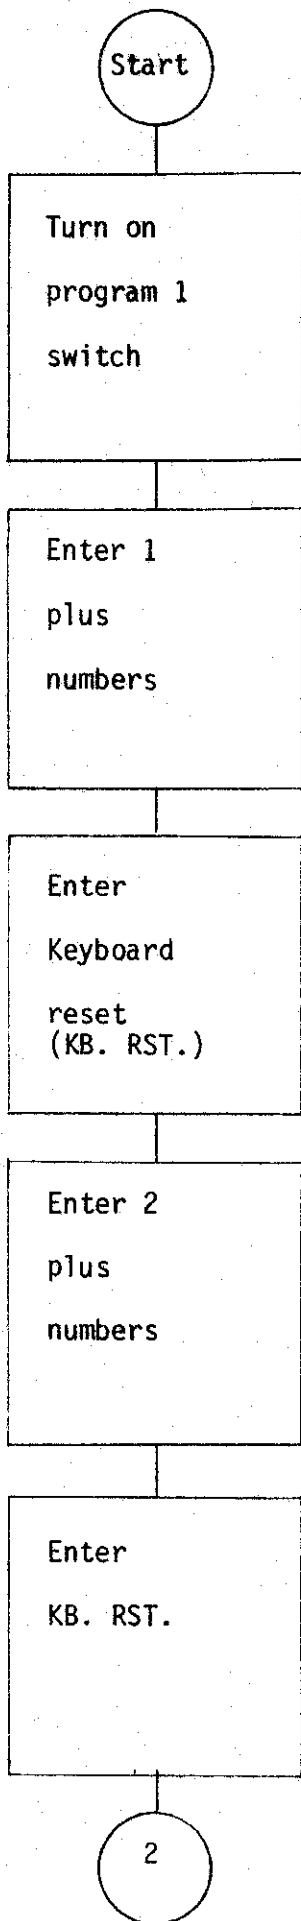 Start
Turn on
program 1
switch
Enter 1
plus
numbers
Enter
Keyboard
reset
(KB. RST.)
Enter 2
plus
numbers
Enter
KB. RST.
2